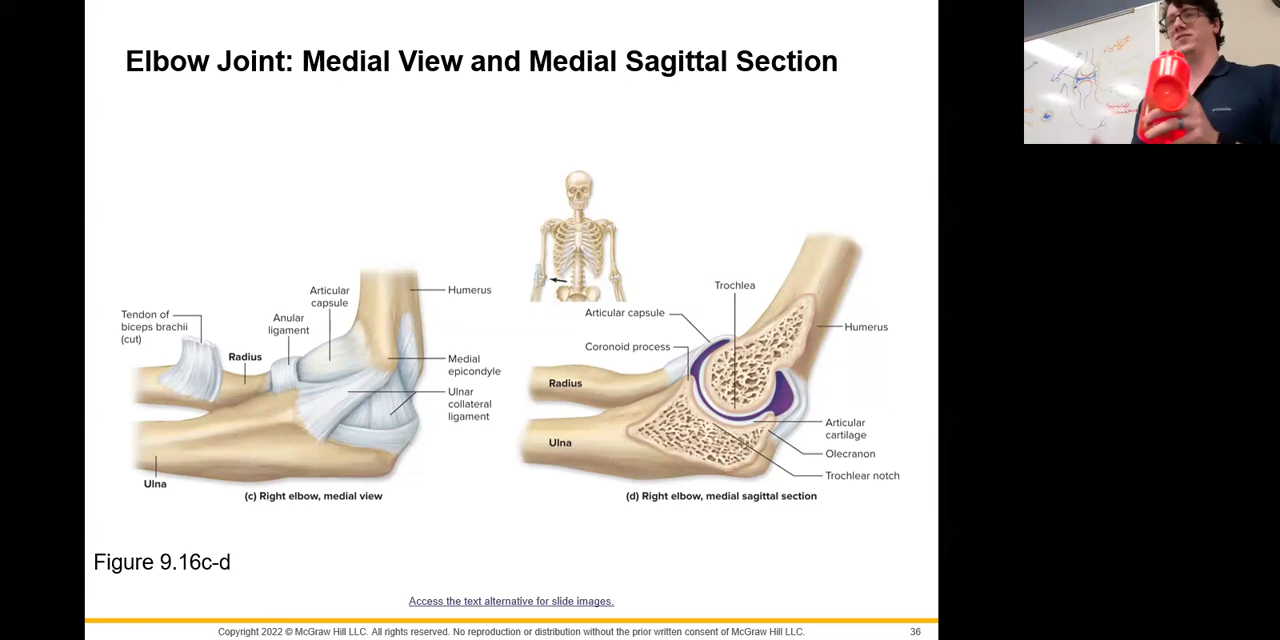 Elbow Joint: Medial View and Medial Sagittal Section
Articular
capsule
Humerus
Anular
ligament
Tendon of
biceps brachii
(cut)
Radius
Medial
epicondyle
Ulnar
collateral
ligament
Ulna
(c) Right elbow, medial view
Trochlea
Articular capsule
Humerus
Coronoid process
Radius
Articular
cartilage
Ulna
Olecranon
Trochlear notch
(d) Right elbow, medial sagittal section
Figure 9.16c-d
Access the text alternative for slide images.
Copyright 2022 © McGraw Hill LLC. All rights reserved. No reproduction or distribution without the prior written consent of McGraw Hill LLC.
36